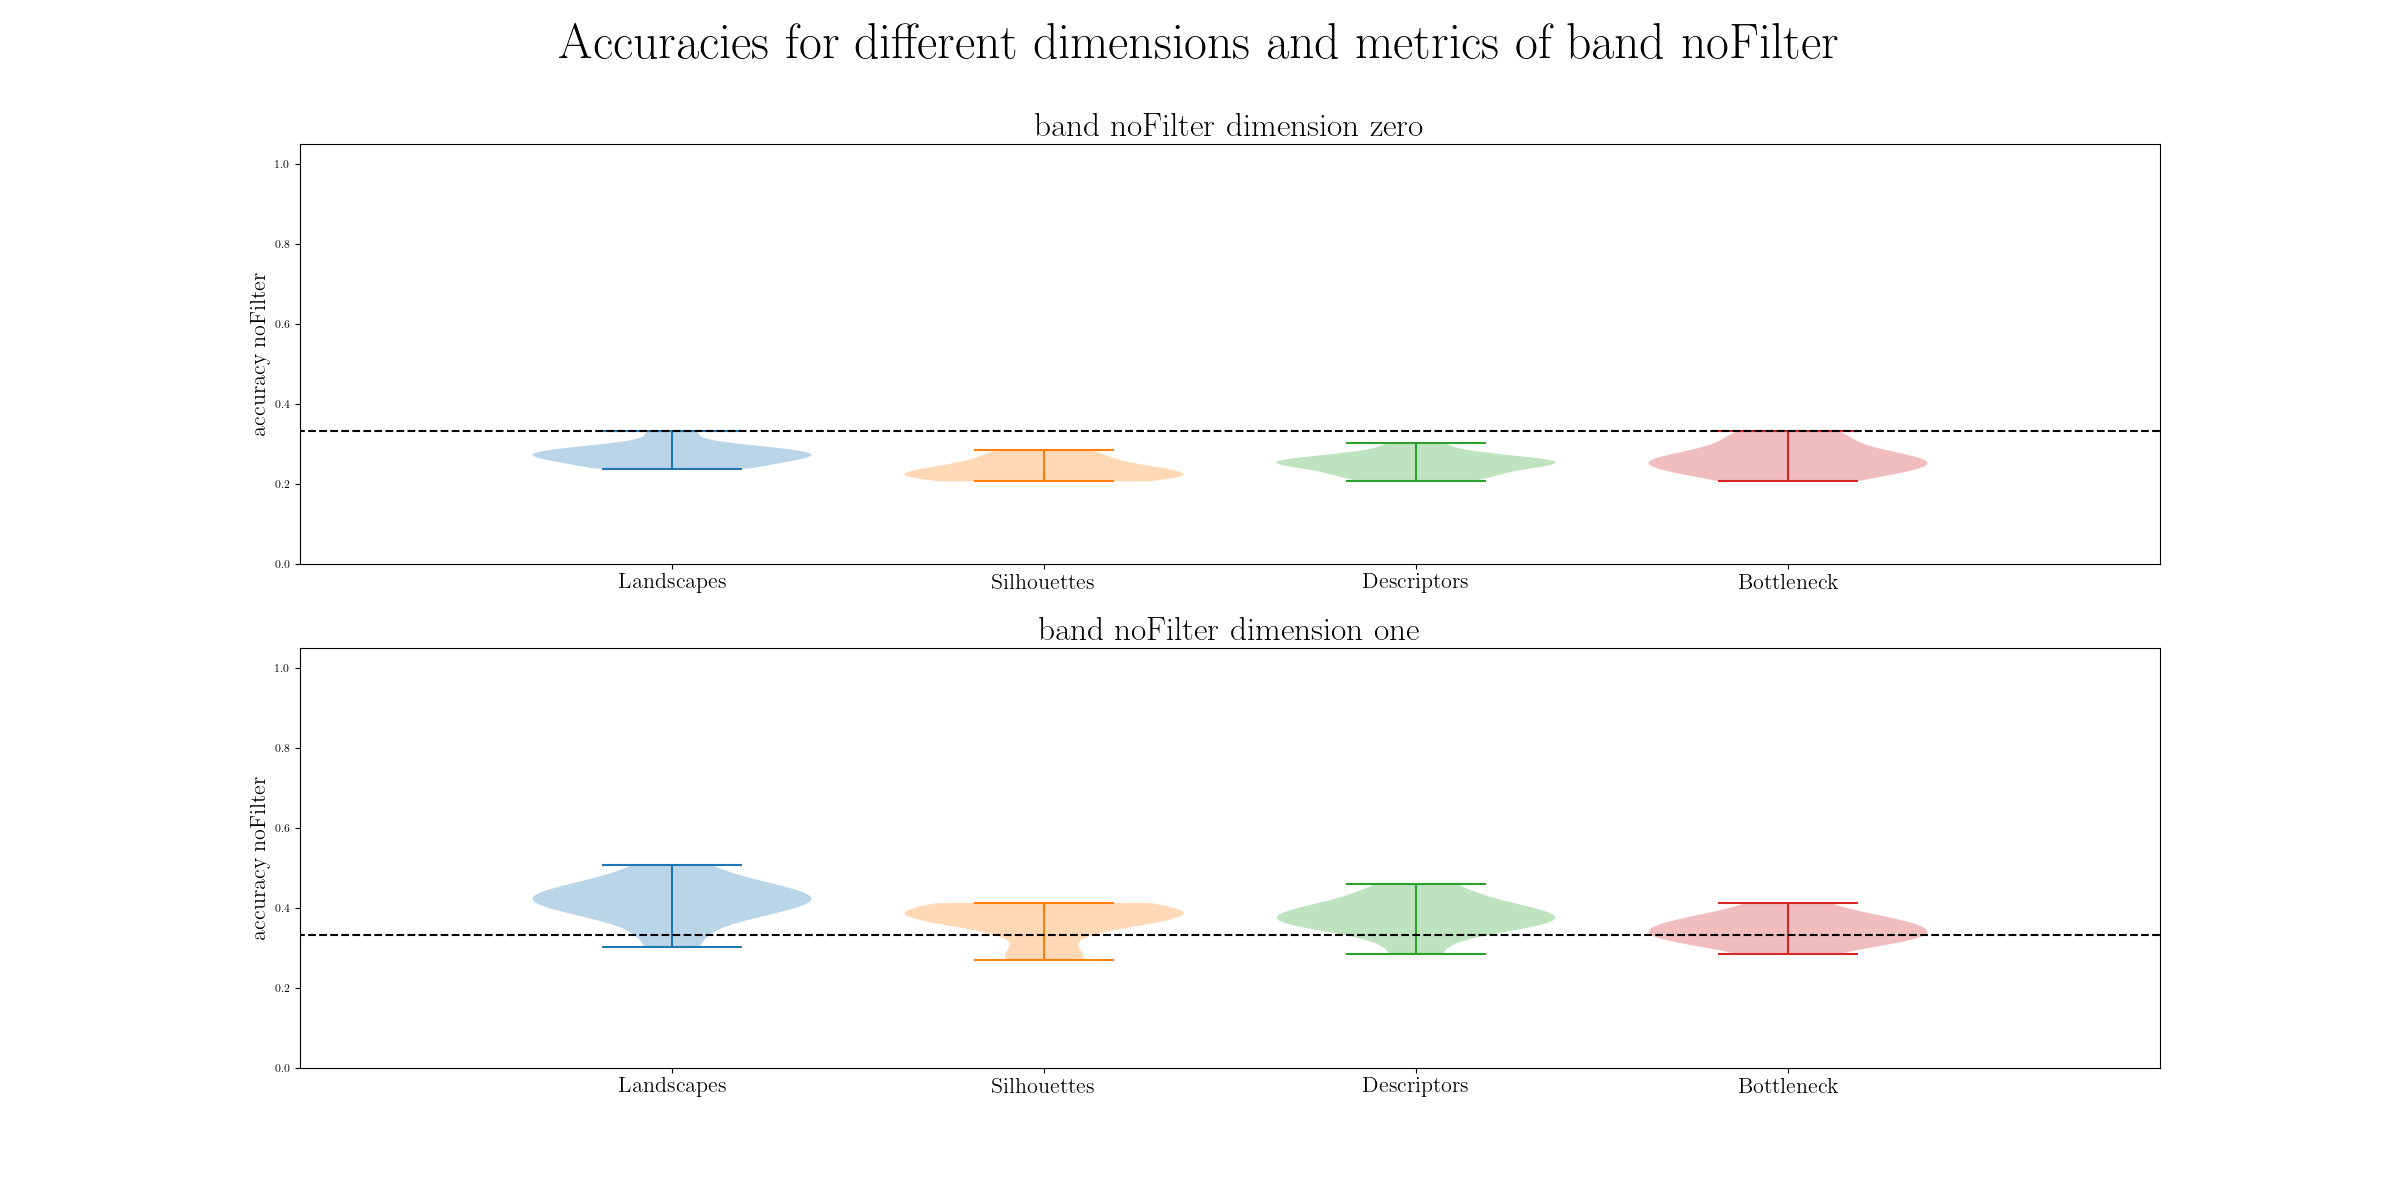 Accuracies for different dimensions and metrics of band noFilter
band noFilter dimension zero
accuracy noFilter
1.0
0.8
0.6
0.4
0.2
0.0
Landscapes Silhouettes Descriptors Bottleneck
band noFilter dimension one
accuracy noFilter
1.0
0.8
0.6
0.4
0.2
0.0
Landscapes Silhouettes Descriptors Bottleneck